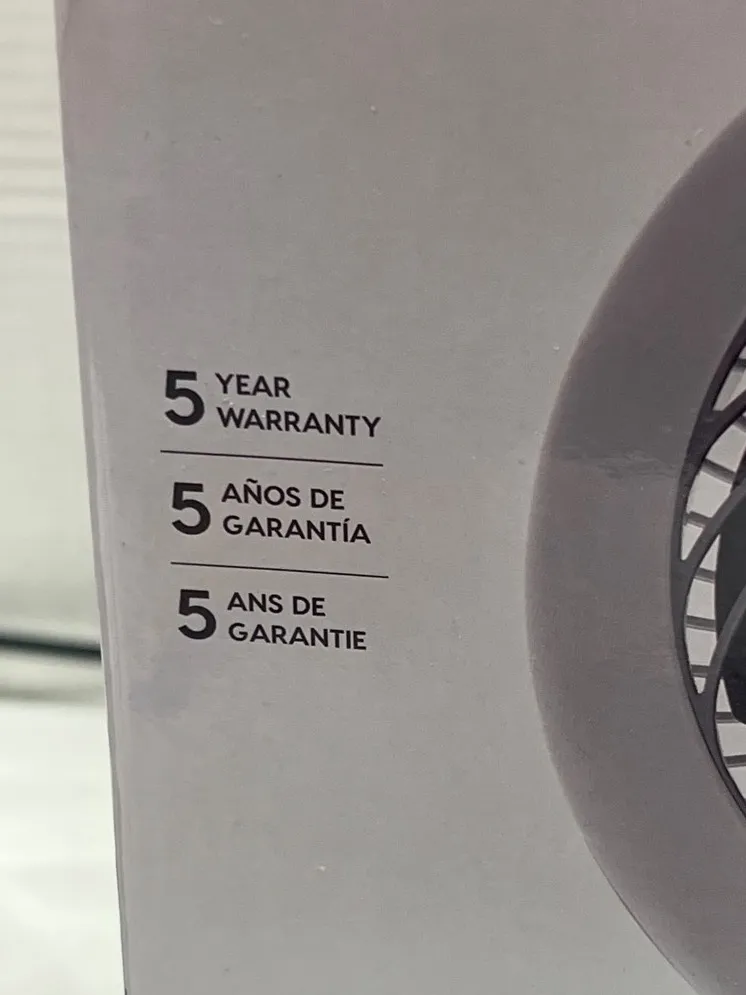 5 YEAR
WARRANTY
5 AÑOS DE
GARANTÍA
5 ANS DE
GARANTIE